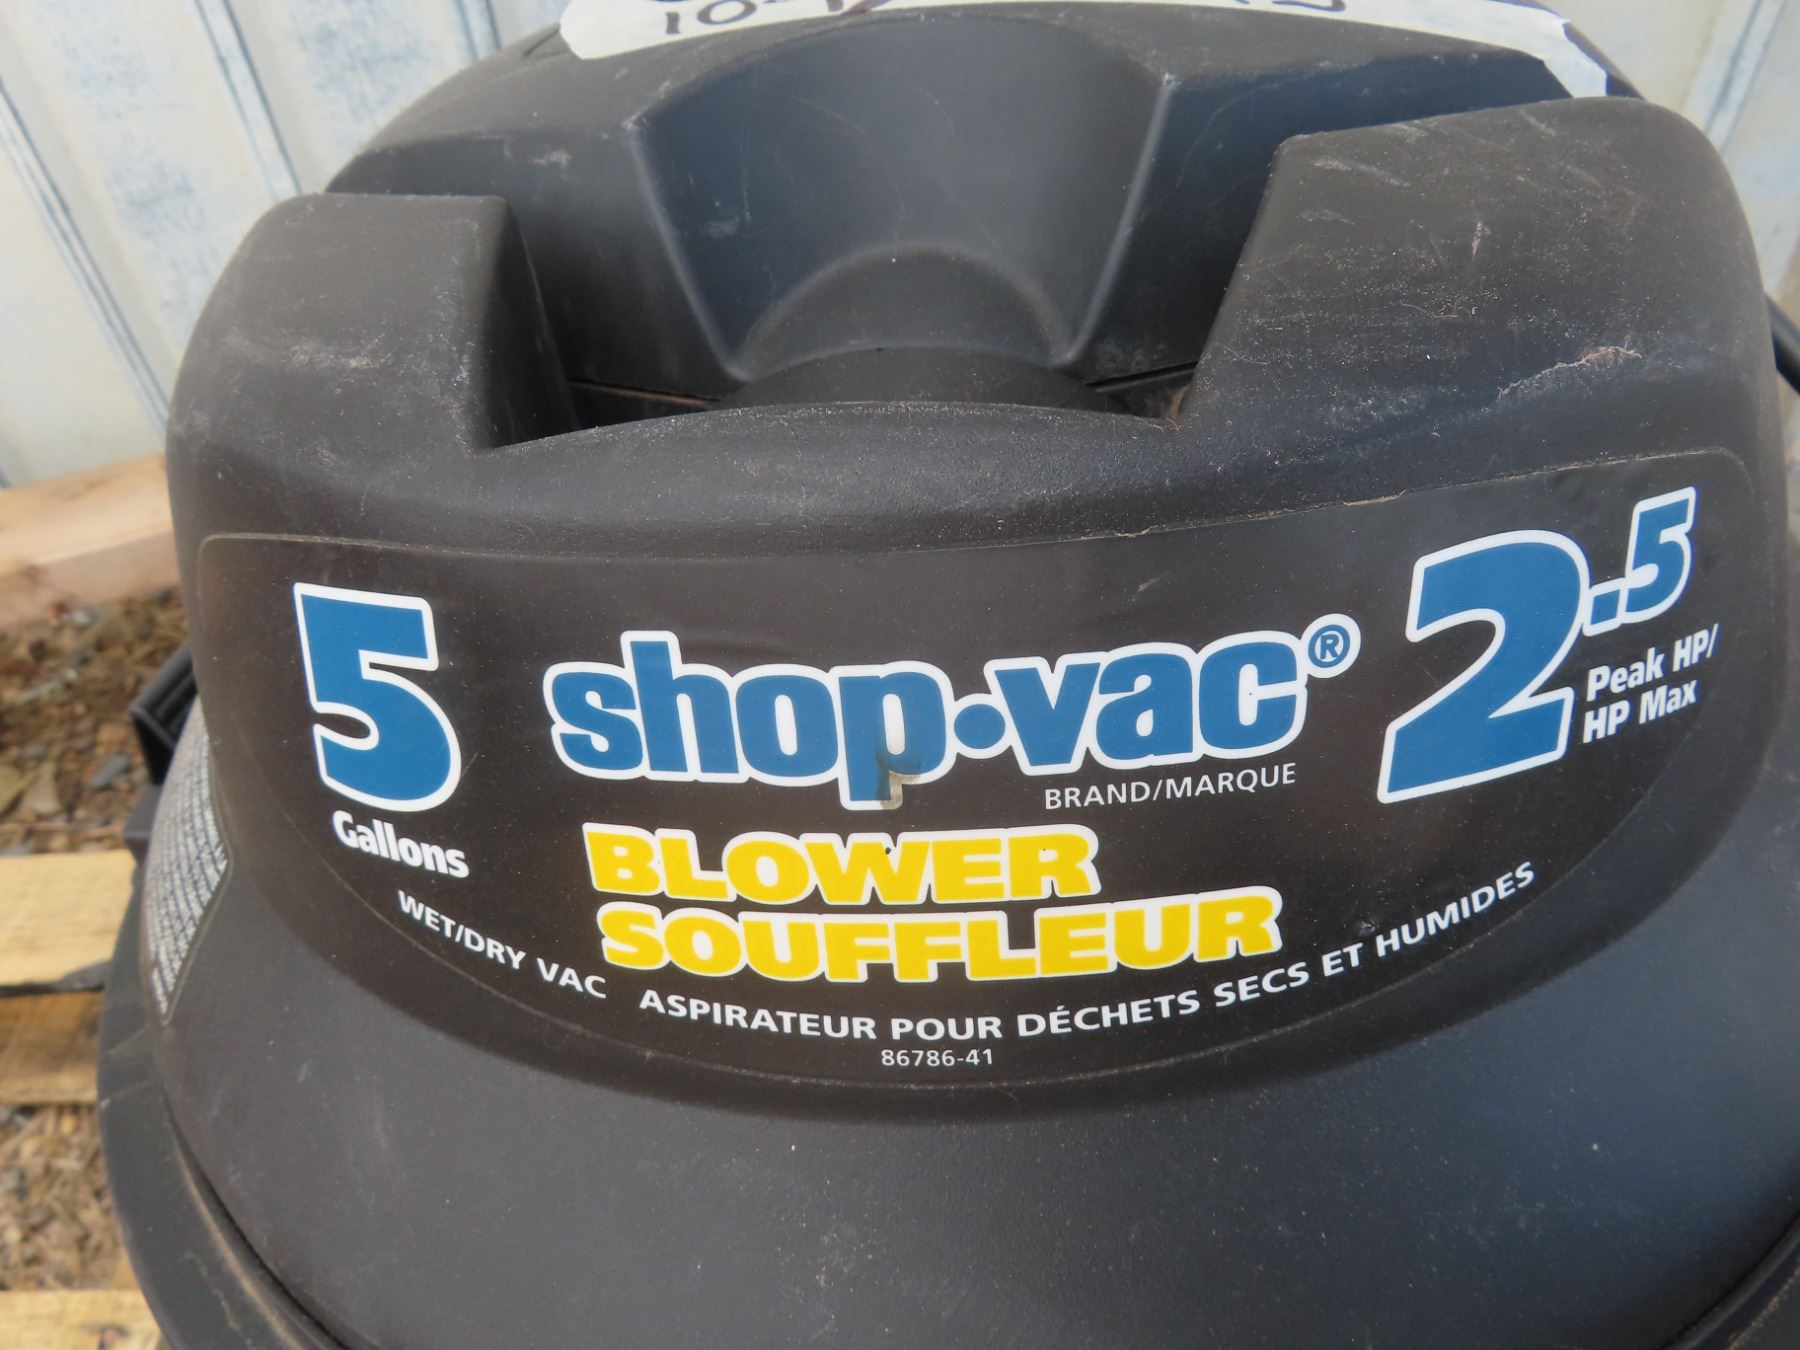 5
Gallons
shop·vac®
BRAND/MARQUE
2.5
Peak HP/
HP Max
BLOWER
SOUFFLEUR
WET/DRY VAC ASPIRATEUR POUR DÉCHETS SECS ET HUMIDES
86786-41